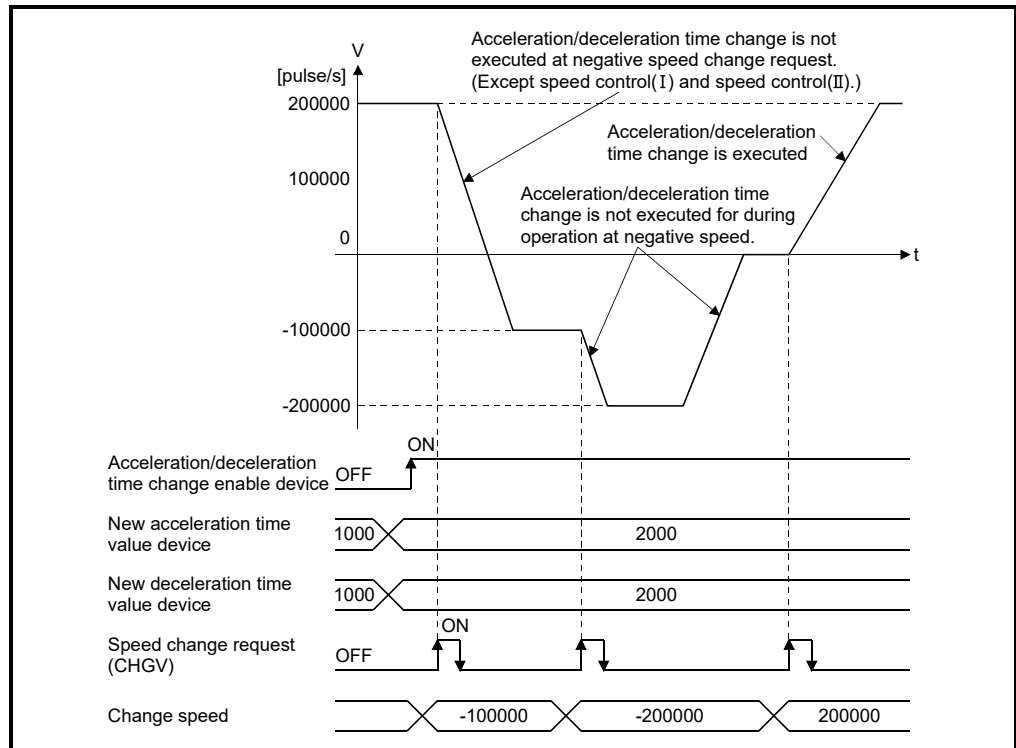 V
[pulse/s]
Acceleration/deceleration time change is not
executed at negative speed change request.
(Except speed control(Ⅰ) and speed control(Ⅱ).)
200000
Acceleration/deceleration
time change is executed
100000
Acceleration/deceleration time
change is not executed for during
operation at negative speed.
0
t
-100000
-200000
ON
Acceleration/deceleration
time change enable device
OFF
New acceleration time
value device
1000
2000
New deceleration time
value device
1000
2000
ON
Speed change request
(CHGV)
OFF
Change speed
-100000
-200000
200000